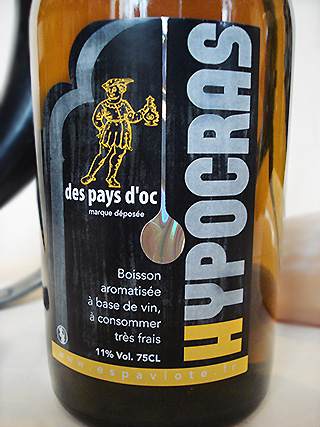 HYPOCRAS
des pays d'oc
marque déposée
Boisson
aromatisée
à base de vin,
à consommer
très frais
11% Vol. 75CL
www.espaviote.fr